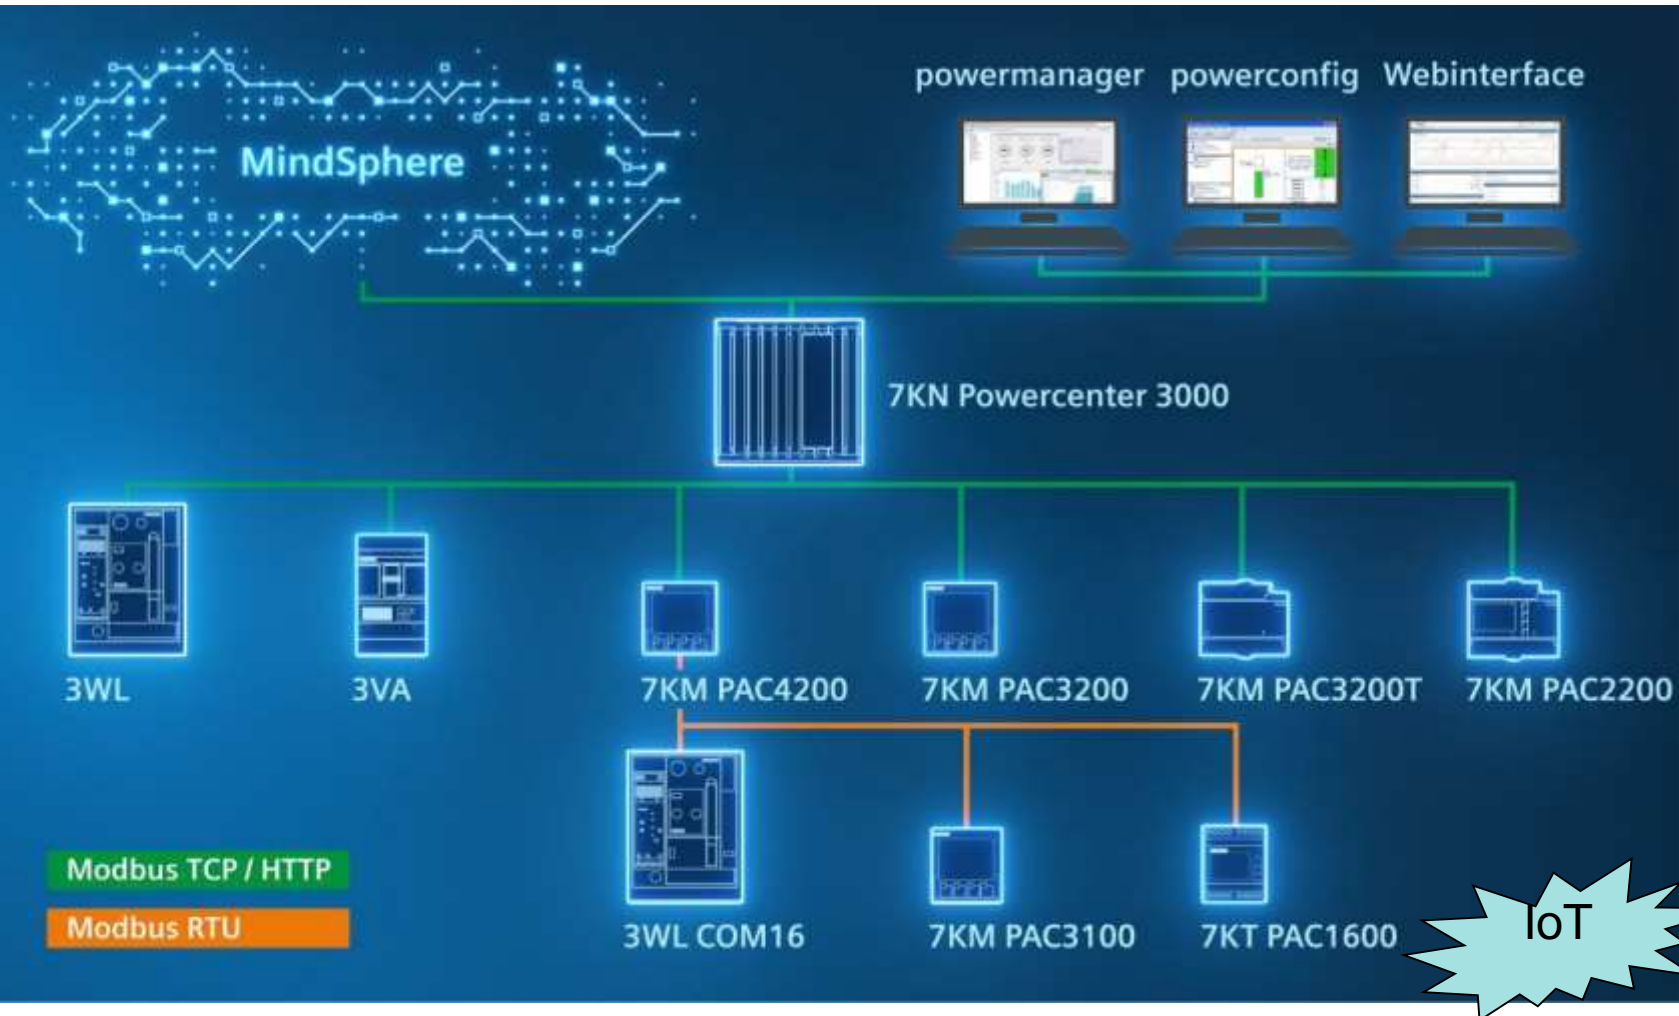 powermanager powerconfig Webinterface
MindSphere
7KN Powercenter 3000
3WL 3VA 7KM PAC4200 7KM PAC3200 7KM PAC3200T 7KM PAC2200
Modbus TCP / HTTP
Modbus RTU
3WL COM16 7KM PAC3100 7KT PAC1600
IoT